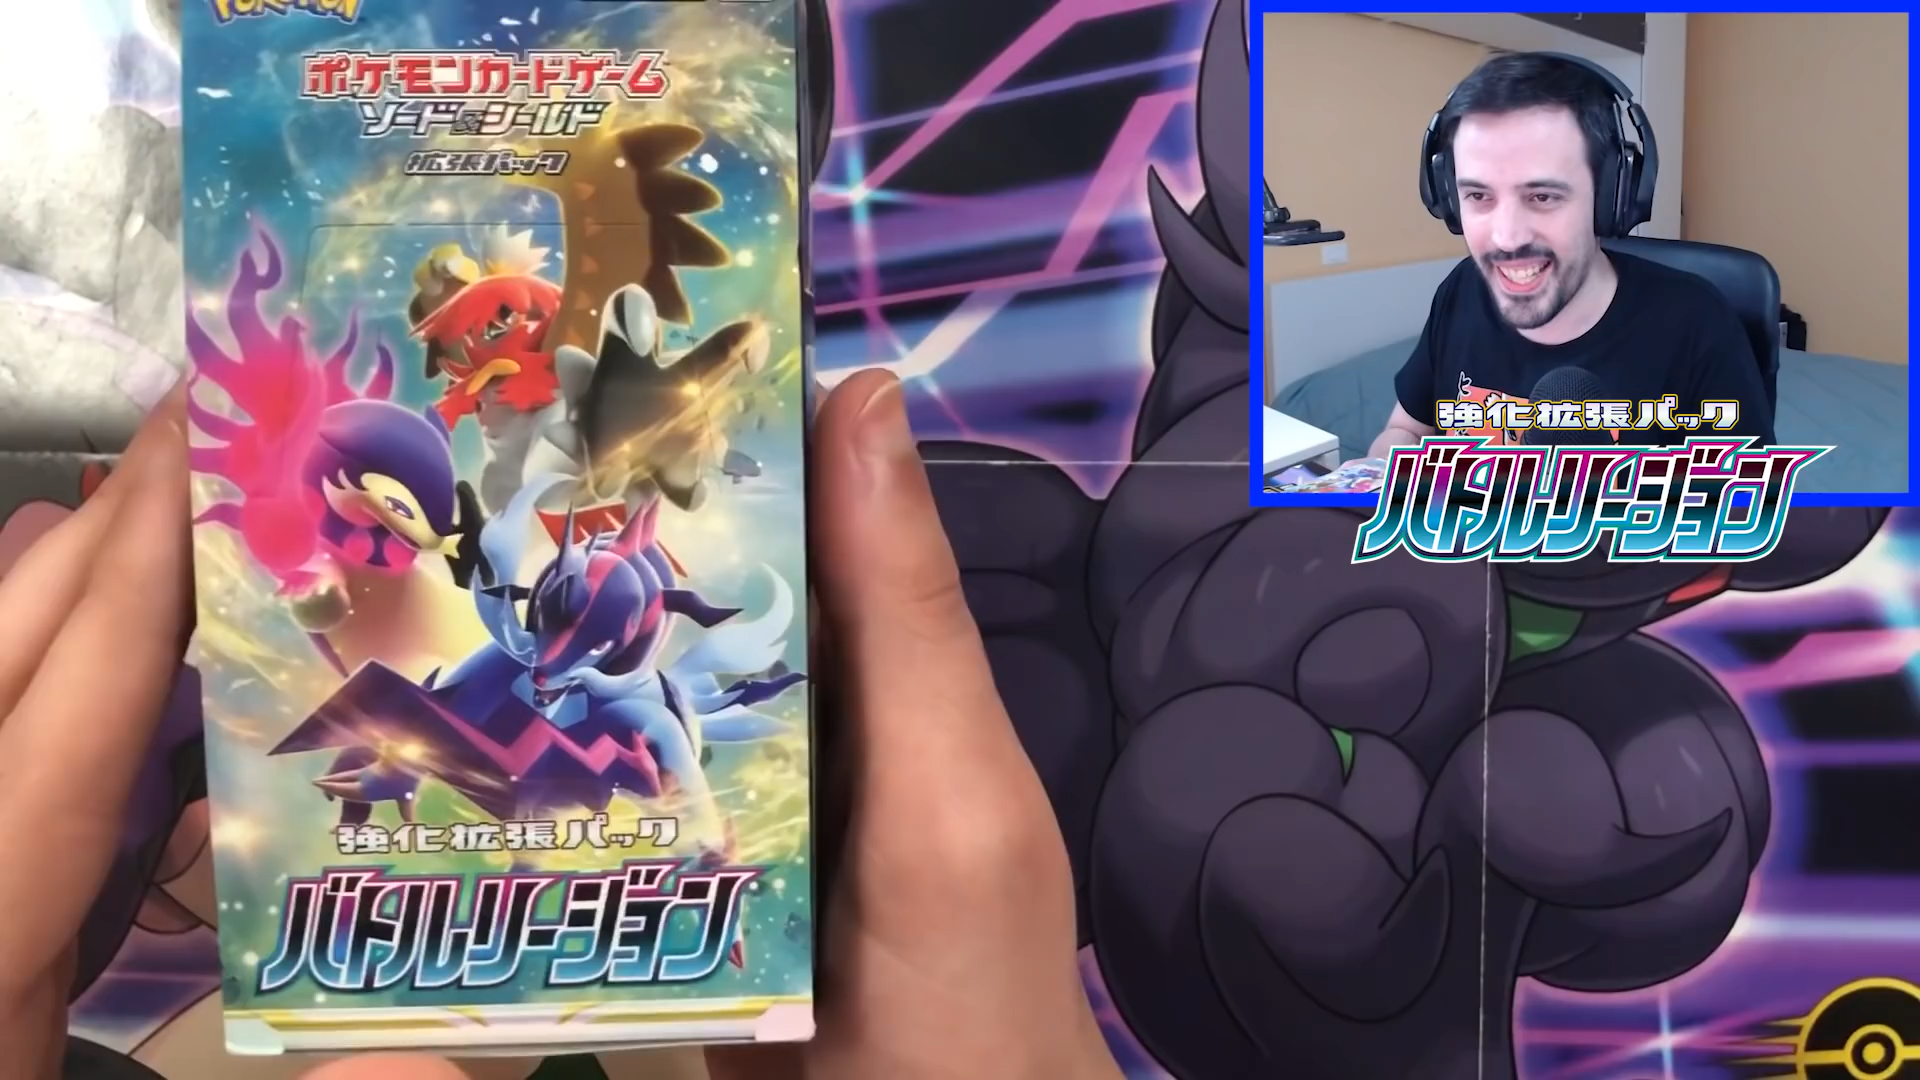 Pokémon
ポケモンカードゲーム
ソード&シールド
拡張パック
強化拡張パック
バトルリージョン
強化拡張パック
バトルリージョン